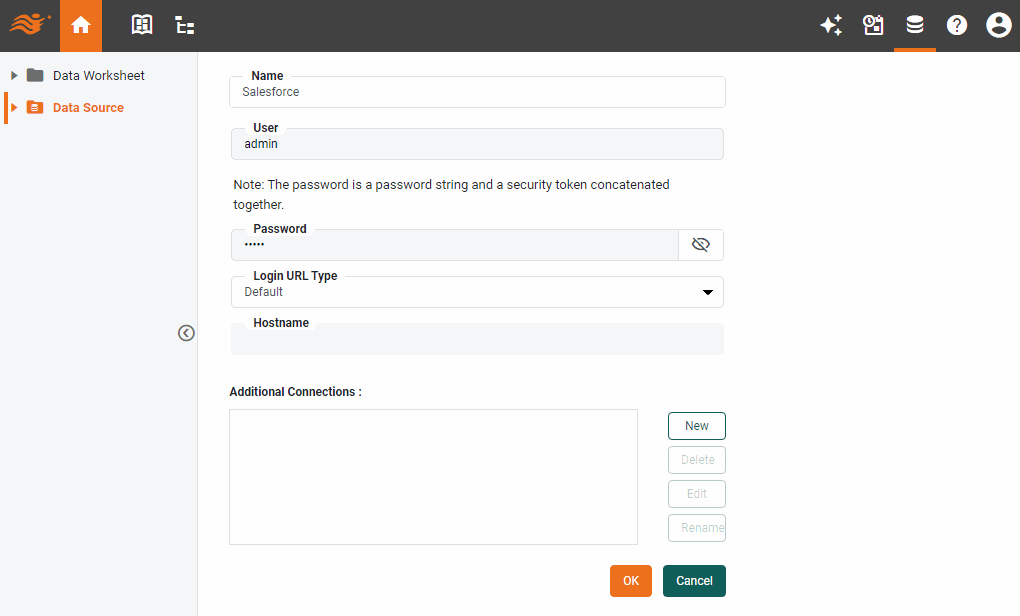 Data Worksheet
Data Source
Name
Salesforce
User
admin
Note: The password is a password string and a security token concatenated
together.
Password
•••••
Login URL Type
Default
Hostname
Additional Connections :
New
Delete
Edit
Rename
OK
Cancel